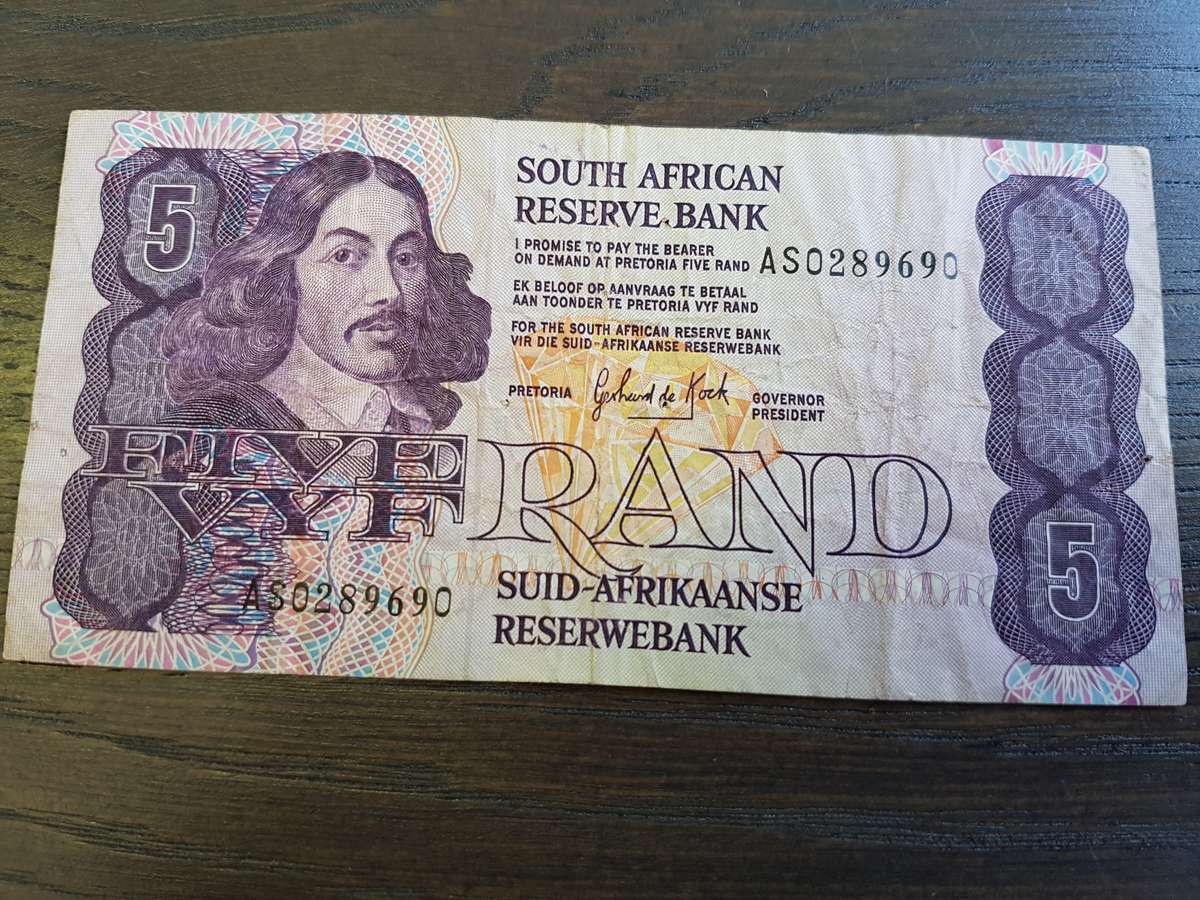 5
SOUTH AFRICAN
RESERVE BANK
I PROMISE TO PAY THE BEARER
ON DEMAND AT PRETORIA FIVE RAND
AS0289690
EK BELOOF OP AANVRAAG TE BETAAL
AAN TOONDER TE PRETORIA VYF RAND
FOR THE SOUTH AFRICAN RESERVE BANK
VIR DIE SUID-AFRIKAANSE RESERWEBANK
PRETORIA
Gerhard de Kock
GOVERNOR
PRESIDENT
FIVE
VYF
RAND
5
AS0289690
SUID-AFRIKAANSE
RESERWEBANK